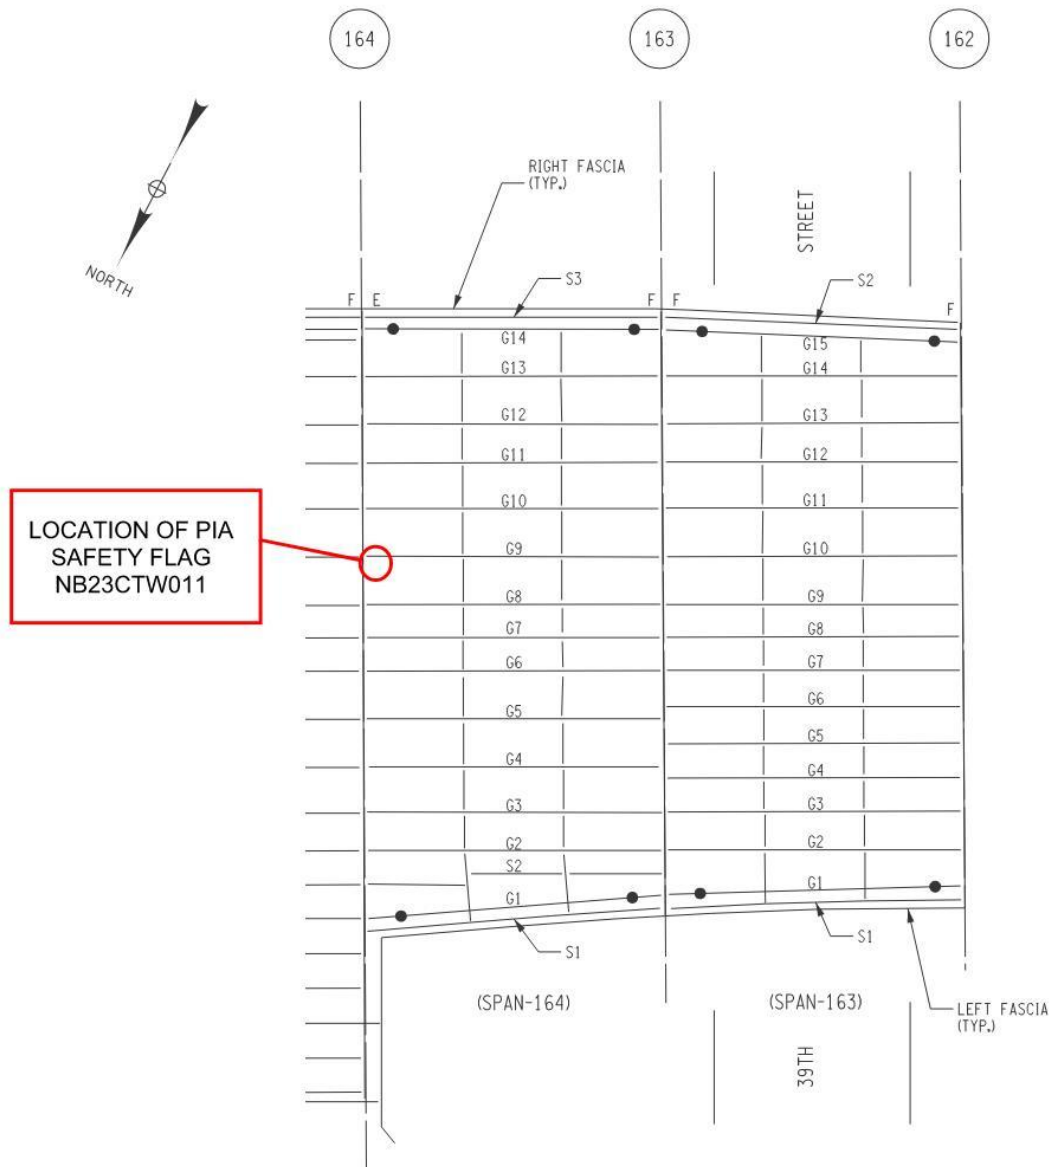 164
163
162
NORTH
RIGHT FASCIA
(TYP.)
STREET
S3
S2
F E
F F
F
G14
G13
G12
G11
G10
G9
G8
G7
G6
G5
G4
G3
G2
S2
G1
S1
G15
G14
G13
G12
G11
G10
G9
G8
G7
G6
G5
G4
G3
G2
G1
S1
LOCATION OF PIA
SAFETY FLAG
NB23CTW011
(SPAN-164)
(SPAN-163)
LEFT FASCIA
(TYP.)
39TH